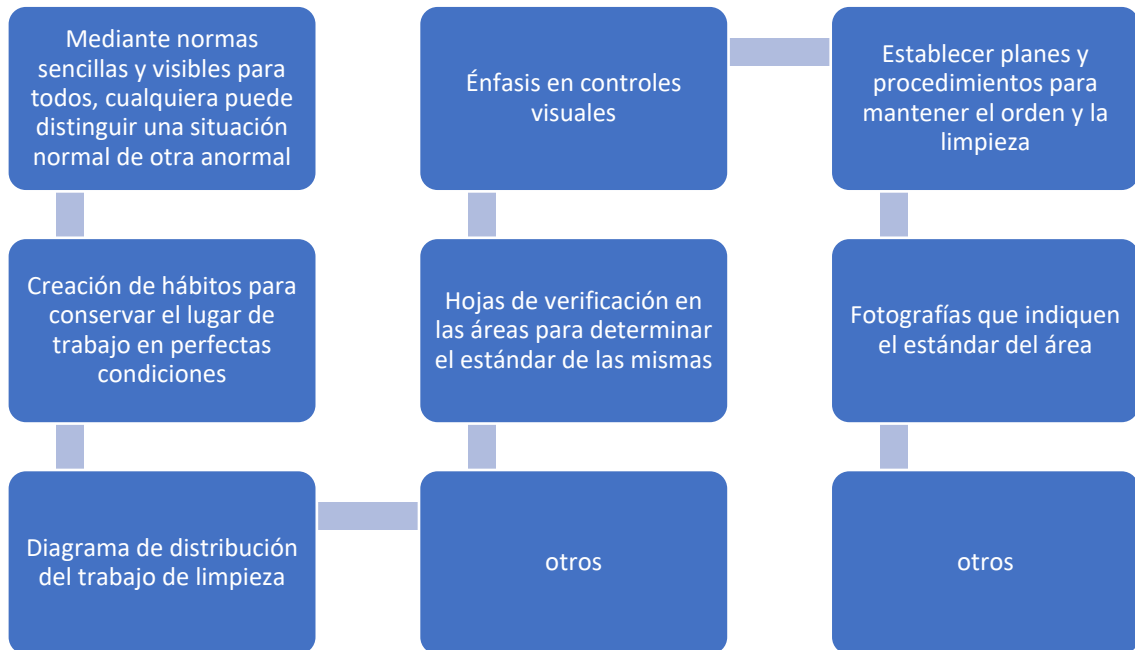 Mediante normas
sencillas y visibles para
todos, cualquiera puede
distinguir una situación
normal de otra anormal
Creación de hábitos para
conservar el lugar de
trabajo en perfectas
condiciones
Diagrama de distribución
del trabajo de limpieza
otros
Hojas de verificación en
las áreas para determinar
el estándar de las mismas
Énfasis en controles
visuales
Establecer planes y
procedimientos para
mantener el orden y la
limpieza
Fotografías que indiquen
el estándar del área
otros